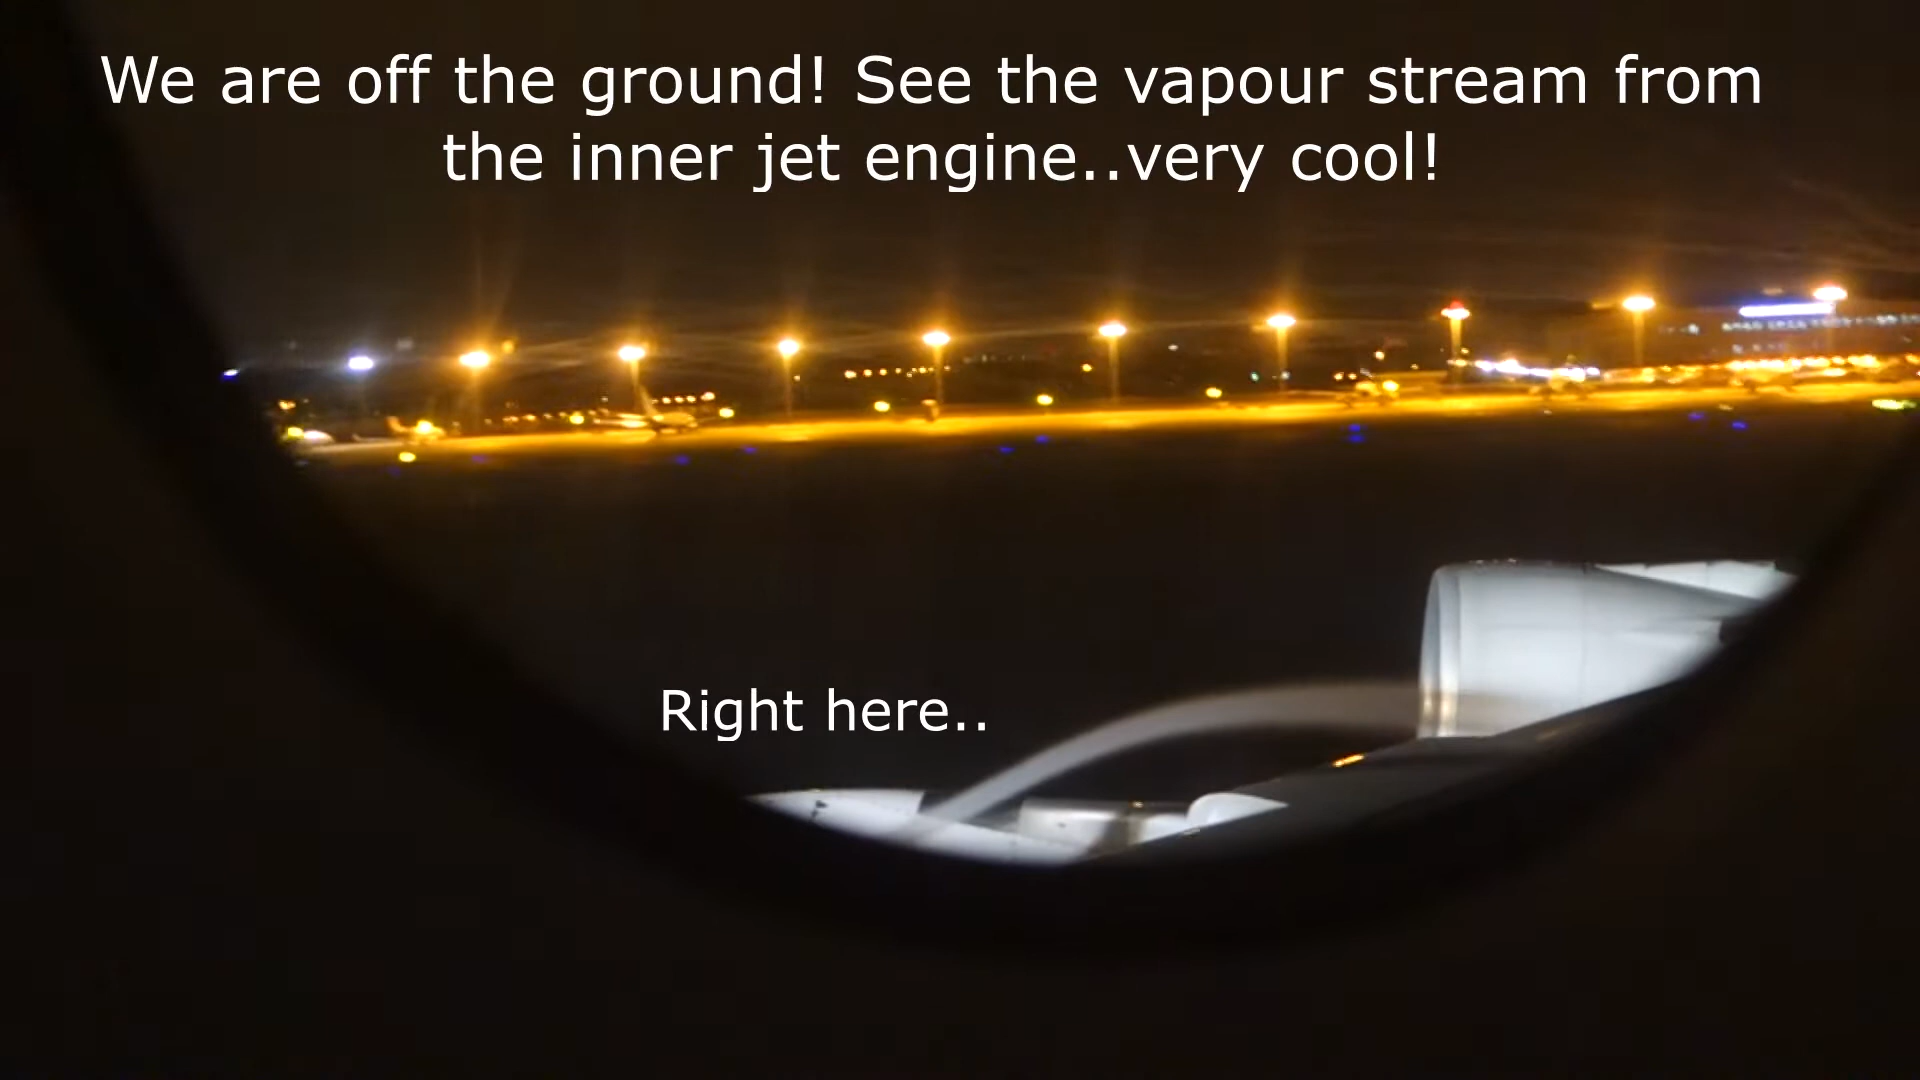 We are off the ground! See the vapour stream from
the inner jet engine..very cool!
Right here..